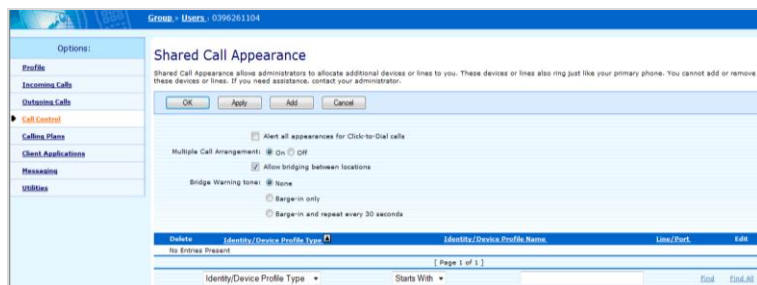 Group > Users : 0396261104
Options:
Profile
Incoming Calls
Outgoing Calls
Call Control
Calling Plans
Client Applications
Messaging
Utilities
Shared Call Appearance
Shared Call Appearance allows administrators to allocate additional devices or lines to you. These devices or lines also ring just like your primary phone. You cannot add or remove
these devices or lines. If you need assistance, contact your administrator.
OK Apply Add Cancel
Alert all appearances for Click-to-Dial calls
Multiple Call Arrangement: On Off
Allow bridging between locations
Bridge Warning tone: None
Barge-in only
Barge-in and repeat every 30 seconds
Delete Identity/Device Profile Type Identity/Device Profile Name Line/Port Edit
No Entries Present
[ Page 1 of 1 ]
Identity/Device Profile Type Starts With Find Find All